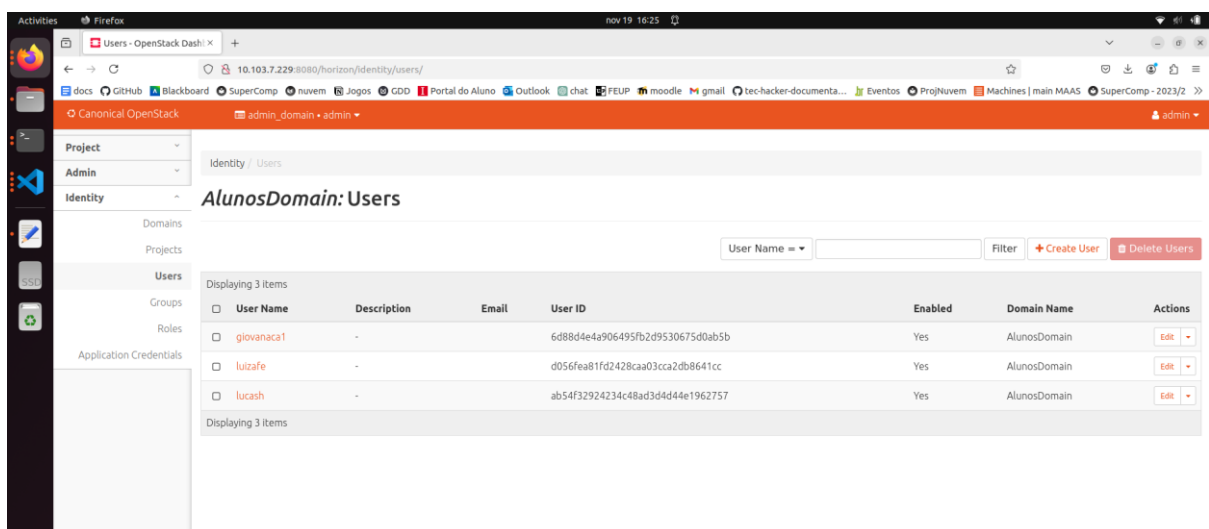 Activities Firefox nov 19 16:25
Users - OpenStack Dash
10.103.7.229:8080/horizon/identity/users/
docs GitHub Blackboard SuperComp nuvem Jogos GDD Portal do Aluno Outlook chat FEUP moodle gmail tec-hacker-documenta... Eventos ProjNuvem Machines | main MAAS SuperComp - 2023/2
Canonical OpenStack admin_domain • admin admin
Project
Admin
Identity
Domains
Projects
Users
Groups
Roles
Application Credentials
Identity / Users
AlunosDomain: Users
User Name = Filter + Create User Delete Users
Displaying 3 items
User Name Description Email User ID Enabled Domain Name Actions
giovanaca1 - 6d88d4e4a906495fb2d9530675d0ab5b Yes AlunosDomain Edit
luizafe - d056fea81fd2428caa03cca2db8641cc Yes AlunosDomain Edit
lucash - ab54f32924234c48ad3d4d44e1962757 Yes AlunosDomain Edit
Displaying 3 items
SSD